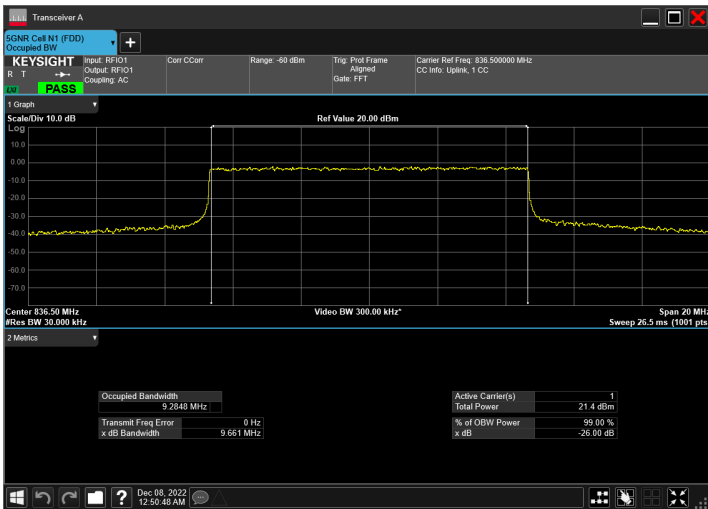 Transceiver A
5GNR Cell N1 (FDD)
Occupied BW
KEYSIGHT
R T
PASS
Input: RFIO1
Output: RFIO1
Coupling: AC
Corr CCorr
Range: -60 dBm
Trig: Prot Frame
Aligned
Gate: FFT
Carrier Ref Freq: 836.500000 MHz
CC Info: Uplink, 1 CC
1 Graph
Scale/Div 10.0 dB
Ref Value 20.00 dBm
Log
10.0
0.00
-10.0
-20.0
-30.0
-40.0
-50.0
-60.0
-70.0
Center 836.50 MHz
Video BW 300.00 kHz*
Span 20 MHz
#Res BW 30.000 kHz
Sweep 26.5 ms (1001 pts
2 Metrics
Occupied Bandwidth
9.2848 MHz
Active Carrier(s) 1
Total Power 21.4 dBm
Transmit Freq Error 0 Hz
x dB Bandwidth 9.661 MHz
% of OBW Power 99.00 %
x dB -26.00 dB
?
Dec 08, 2022
12:50:48 AM